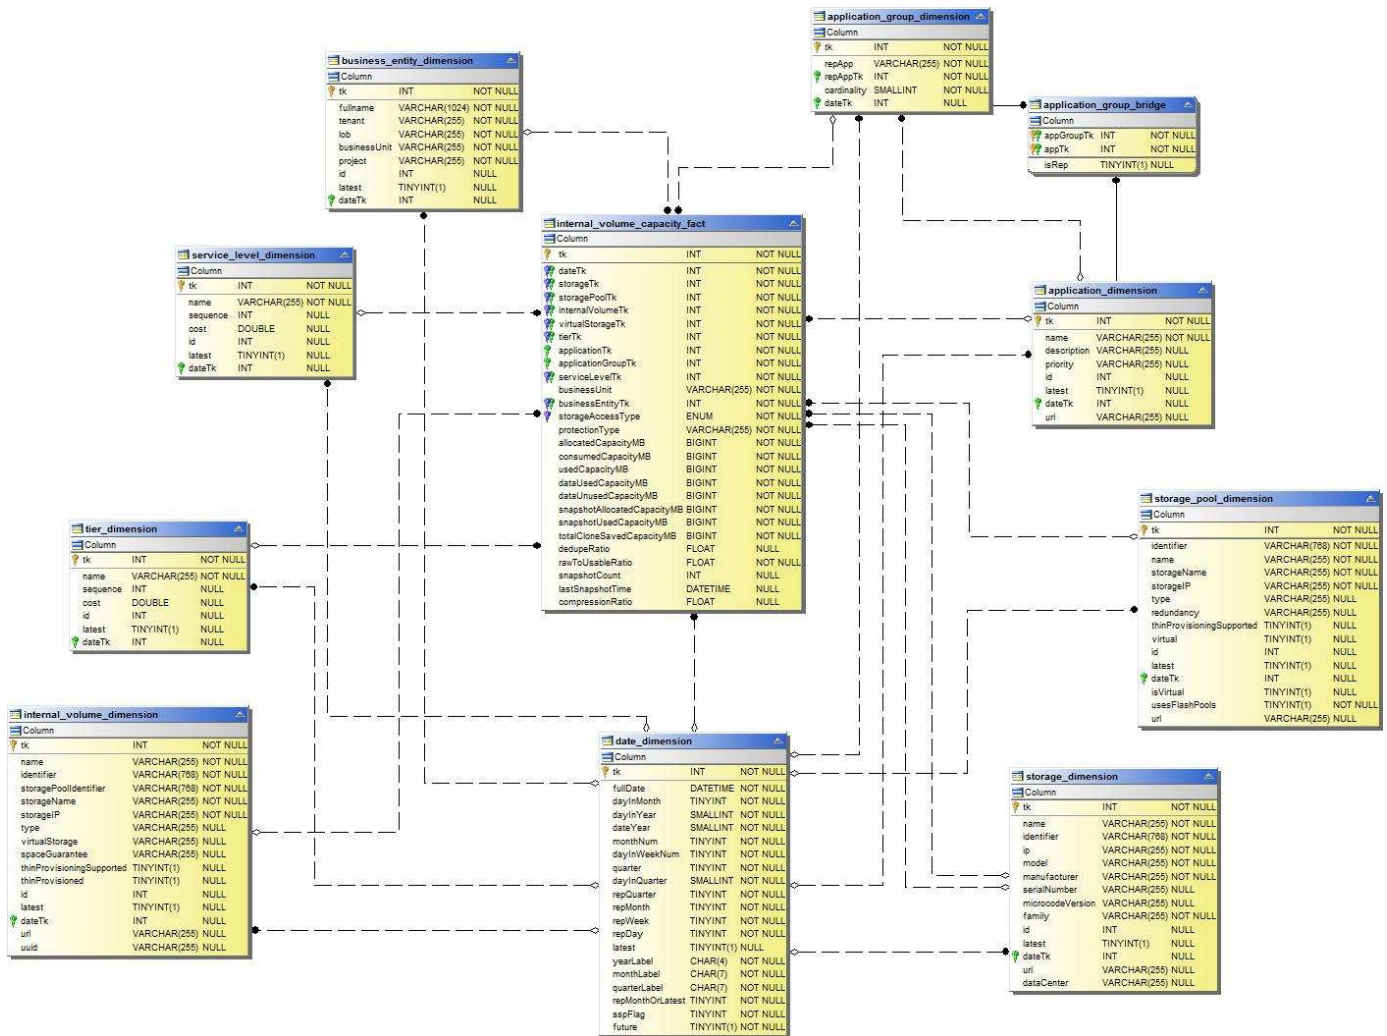 application_group_dimension
Column
tk INT NOT NULL
repApp VARCHAR(255) NOT NULL
repAppTk INT NOT NULL
cardinality SMALLINT NOT NULL
dateTk INT NULL
business_entity_dimension
Column
tk INT NOT NULL
fullname VARCHAR(1024) NOT NULL
tenant VARCHAR(255) NOT NULL
lob VARCHAR(255) NOT NULL
businessUnit VARCHAR(255) NOT NULL
project VARCHAR(255) NOT NULL
id INT NULL
latest TINYINT(1) NULL
dateTk INT NULL
application_group_bridge
Column
appGroupTk INT NOT NULL
appTk INT NOT NULL
isRep TINYINT(1) NULL
internal_volume_capacity_fact
Column
tk INT NOT NULL
dateTk INT NOT NULL
storageTk INT NOT NULL
storagePoolTk INT NOT NULL
internalVolumeTk INT NOT NULL
virtualStorageTk INT NOT NULL
tierTk INT NOT NULL
applicationTk INT NOT NULL
applicationGroupTk INT NOT NULL
serviceLevelTk INT NOT NULL
businessUnit VARCHAR(255) NOT NULL
businessEntityTk INT NOT NULL
storageAccessType ENUM NOT NULL
protectionType VARCHAR(255) NOT NULL
allocatedCapacityMB BIGINT NOT NULL
consumedCapacityMB BIGINT NOT NULL
usedCapacityMB BIGINT NOT NULL
dataUsedCapacityMB BIGINT NOT NULL
dataUnusedCapacityMB BIGINT NOT NULL
snapshotAllocatedCapacityMB BIGINT NOT NULL
snapshotUsedCapacityMB BIGINT NOT NULL
totalCloneSavedCapacityMB BIGINT NOT NULL
dedupeRatio FLOAT NULL
rawToUsableRatio FLOAT NOT NULL
snapshotCount INT NULL
lastSnapshotTime DATETIME NULL
compressionRatio FLOAT NULL
service_level_dimension
Column
tk INT NOT NULL
name VARCHAR(255) NOT NULL
sequence INT NULL
cost DOUBLE NULL
id INT NULL
latest TINYINT(1) NULL
dateTk INT NULL
application_dimension
Column
tk INT NOT NULL
name VARCHAR(255) NOT NULL
description VARCHAR(255) NULL
priority VARCHAR(255) NULL
id INT NULL
latest TINYINT(1) NULL
dateTk INT NULL
url VARCHAR(255) NULL
storage_pool_dimension
Column
tk INT NOT NULL
identifier VARCHAR(768) NOT NULL
name VARCHAR(255) NOT NULL
storageName VARCHAR(255) NOT NULL
storageIP VARCHAR(255) NOT NULL
type VARCHAR(255) NULL
redundancy VARCHAR(255) NULL
thinProvisioningSupported TINYINT(1) NULL
virtual TINYINT(1) NULL
id INT NULL
latest TINYINT(1) NULL
dateTk INT NULL
isVirtual TINYINT(1) NULL
usesFlashPools TINYINT(1) NOT NULL
url VARCHAR(255) NULL
tier_dimension
Column
tk INT NOT NULL
name VARCHAR(255) NOT NULL
sequence INT NULL
cost DOUBLE NULL
id INT NULL
latest TINYINT(1) NULL
dateTk INT NULL
internal_volume_dimension
Column
tk INT NOT NULL
name VARCHAR(255) NOT NULL
identifier VARCHAR(768) NOT NULL
storagePoolIdentifier VARCHAR(768) NOT NULL
storageName VARCHAR(255) NOT NULL
storageIP VARCHAR(255) NOT NULL
type VARCHAR(255) NULL
virtualStorage VARCHAR(255) NULL
spaceGuarantee VARCHAR(255) NULL
thinProvisioningSupported TINYINT(1) NULL
thinProvisioned TINYINT(1) NULL
id INT NULL
latest TINYINT(1) NULL
dateTk INT NULL
url VARCHAR(255) NULL
uuid VARCHAR(255) NULL
date_dimension
Column
tk INT NOT NULL
fullDate DATETIME NOT NULL
dayInMonth TINYINT NOT NULL
dayInYear SMALLINT NOT NULL
dateYear SMALLINT NOT NULL
monthNum TINYINT NOT NULL
dayInWeekNum TINYINT NOT NULL
quarter TINYINT NOT NULL
dayInQuarter SMALLINT NOT NULL
repQuarter TINYINT NOT NULL
repMonth TINYINT NOT NULL
repWeek TINYINT NOT NULL
repDay TINYINT NOT NULL
latest TINYINT(1) NULL
yearLabel CHAR(4) NOT NULL
monthLabel CHAR(7) NOT NULL
quarterLabel CHAR(7) NOT NULL
repMonthOrLatest TINYINT NOT NULL
sspFlag TINYINT NOT NULL
future TINYINT(1) NOT NULL
storage_dimension
Column
tk INT NOT NULL
name VARCHAR(255) NOT NULL
identifier VARCHAR(768) NOT NULL
ip VARCHAR(255) NOT NULL
model VARCHAR(255) NOT NULL
manufacturer VARCHAR(255) NOT NULL
serialNumber VARCHAR(255) NULL
microcodeVersion VARCHAR(255) NULL
family VARCHAR(255) NOT NULL
id INT NULL
latest TINYINT(1) NULL
dateTk INT NULL
url VARCHAR(255) NULL
dataCenter VARCHAR(255) NULL